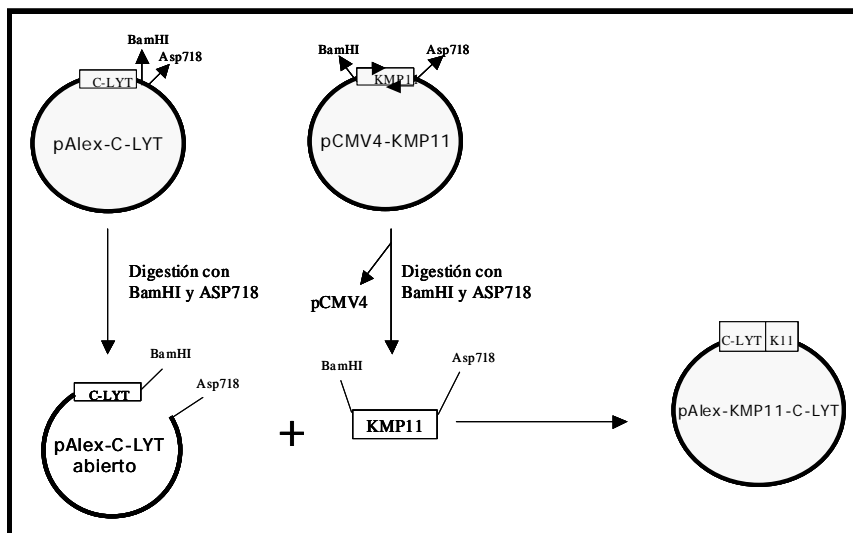 BamHI
Asp718
C-LYT
pAlex-C-LYT
BamHI
Asp718
KMP11
pCMV4-KMP11
Digestión con
BamHI y ASP718
pCMV4
Digestión con
BamHI y ASP718
BamHI
Asp718
C-LYT
pAlex-C-LYT
abierto
+
BamHI
Asp718
KMP11
C-LYT
K11
pAlex-KMP11-C-LYT